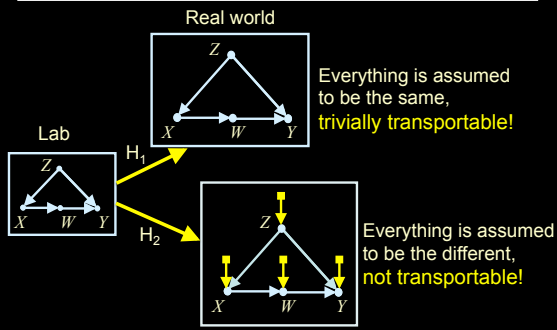 Real world
Z
X
W
Y
Everything is assumed
to be the same,
trivially transportable!
Lab
Z
X
W
Y
H1
H2
Z
X
W
Y
Everything is assumed
to be the different,
not transportable!